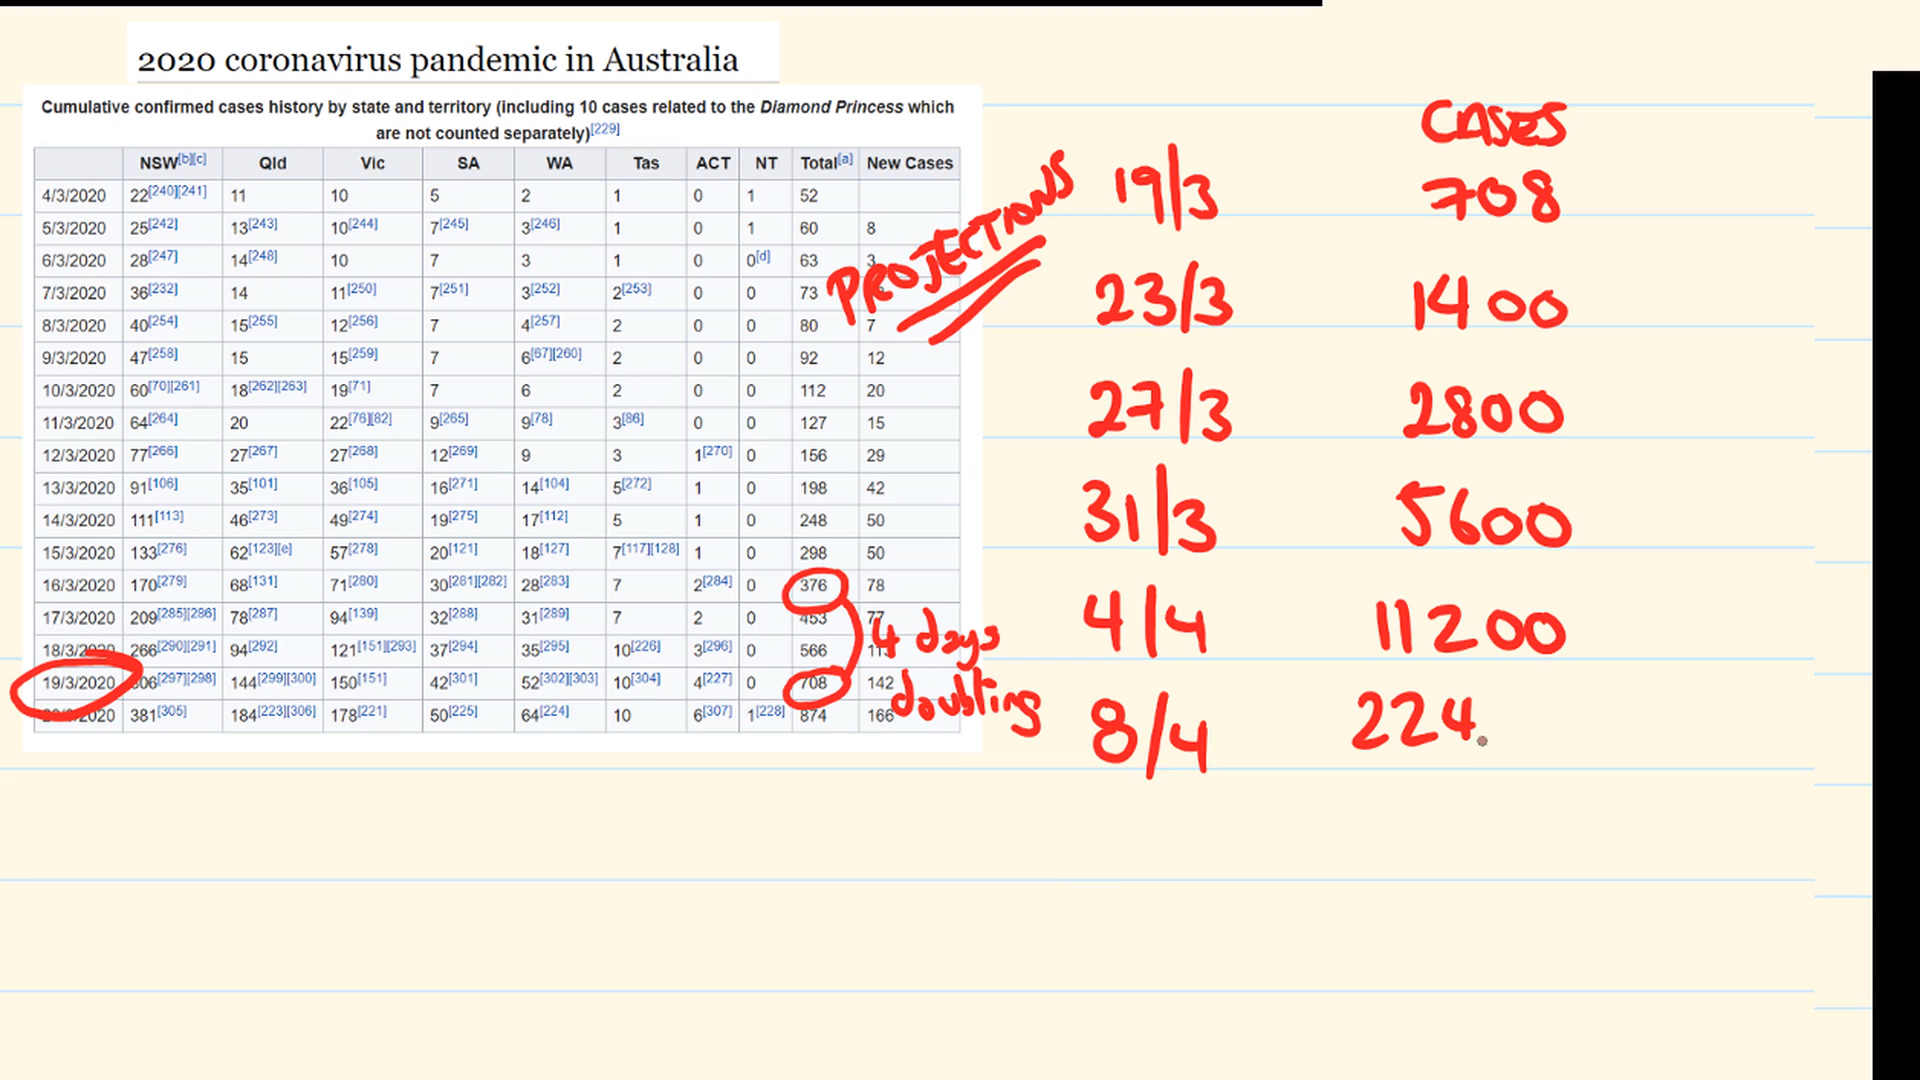 2020 coronavirus pandemic in Australia
Cumulative confirmed cases history by state and territory (including 10 cases related to the Diamond Princess which
are not counted separately)[229]
NSW[b][c] Qld Vic SA WA Tas ACT NT Total[a] New Cases
4/3/2020 22[240][241] 11 10 5 2 1 0 1 52
5/3/2020 25[242] 13[243] 10[244] 7[245] 3[246] 1 0 1 60 8
6/3/2020 28[247] 14[248] 10 7 3 1 0 0[d] 63 3
7/3/2020 36[232] 14 11[250] 7[251] 3[252] 2[253] 0 0 73
8/3/2020 40[254] 15[255] 12[256] 7 4[257] 2 0 0 80 7
9/3/2020 47[258] 15 15[259] 7 6[67][260] 2 0 0 92 12
10/3/2020 60[70][261] 18[262][263] 19[71] 7 6 2 0 0 112 20
11/3/2020 64[264] 20 22[76][82] 9[265] 9[78] 3[86] 0 0 127 15
12/3/2020 77[266] 27[267] 27[268] 12[269] 9 3 1[270] 0 156 29
13/3/2020 91[106] 35[101] 36[105] 16[271] 14[104] 5[272] 1 0 198 42
14/3/2020 111[113] 46[273] 49[274] 19[275] 17[112] 5 1 0 248 50
15/3/2020 133[276] 62[123][e] 57[278] 20[121] 18[127] 7[117][128] 1 0 298 50
16/3/2020 170[279] 68[131] 71[280] 30[281][282] 28[283] 7 2[284] 0 376 78
17/3/2020 209[285][286] 78[287] 94[139] 32[288] 31[289] 7 2 0 453 77
18/3/2020 266[290][291] 94[292] 121[151][293] 37[294] 35[295] 10[226] 3[296] 0 566
19/3/2020 306[297][298] 144[299][300] 150[151] 42[301] 52[302][303] 10[304] 4[227] 0 708 142
381[305] 184[223][306] 178[221] 50[225] 64[224] 10 6[307] 1[228] 874 166
4 days
doubling
PROJECTIONS
CASES
19/3 708
23/3 1400
27/3 2800
31/3 5600
4/4 11200
8/4 224